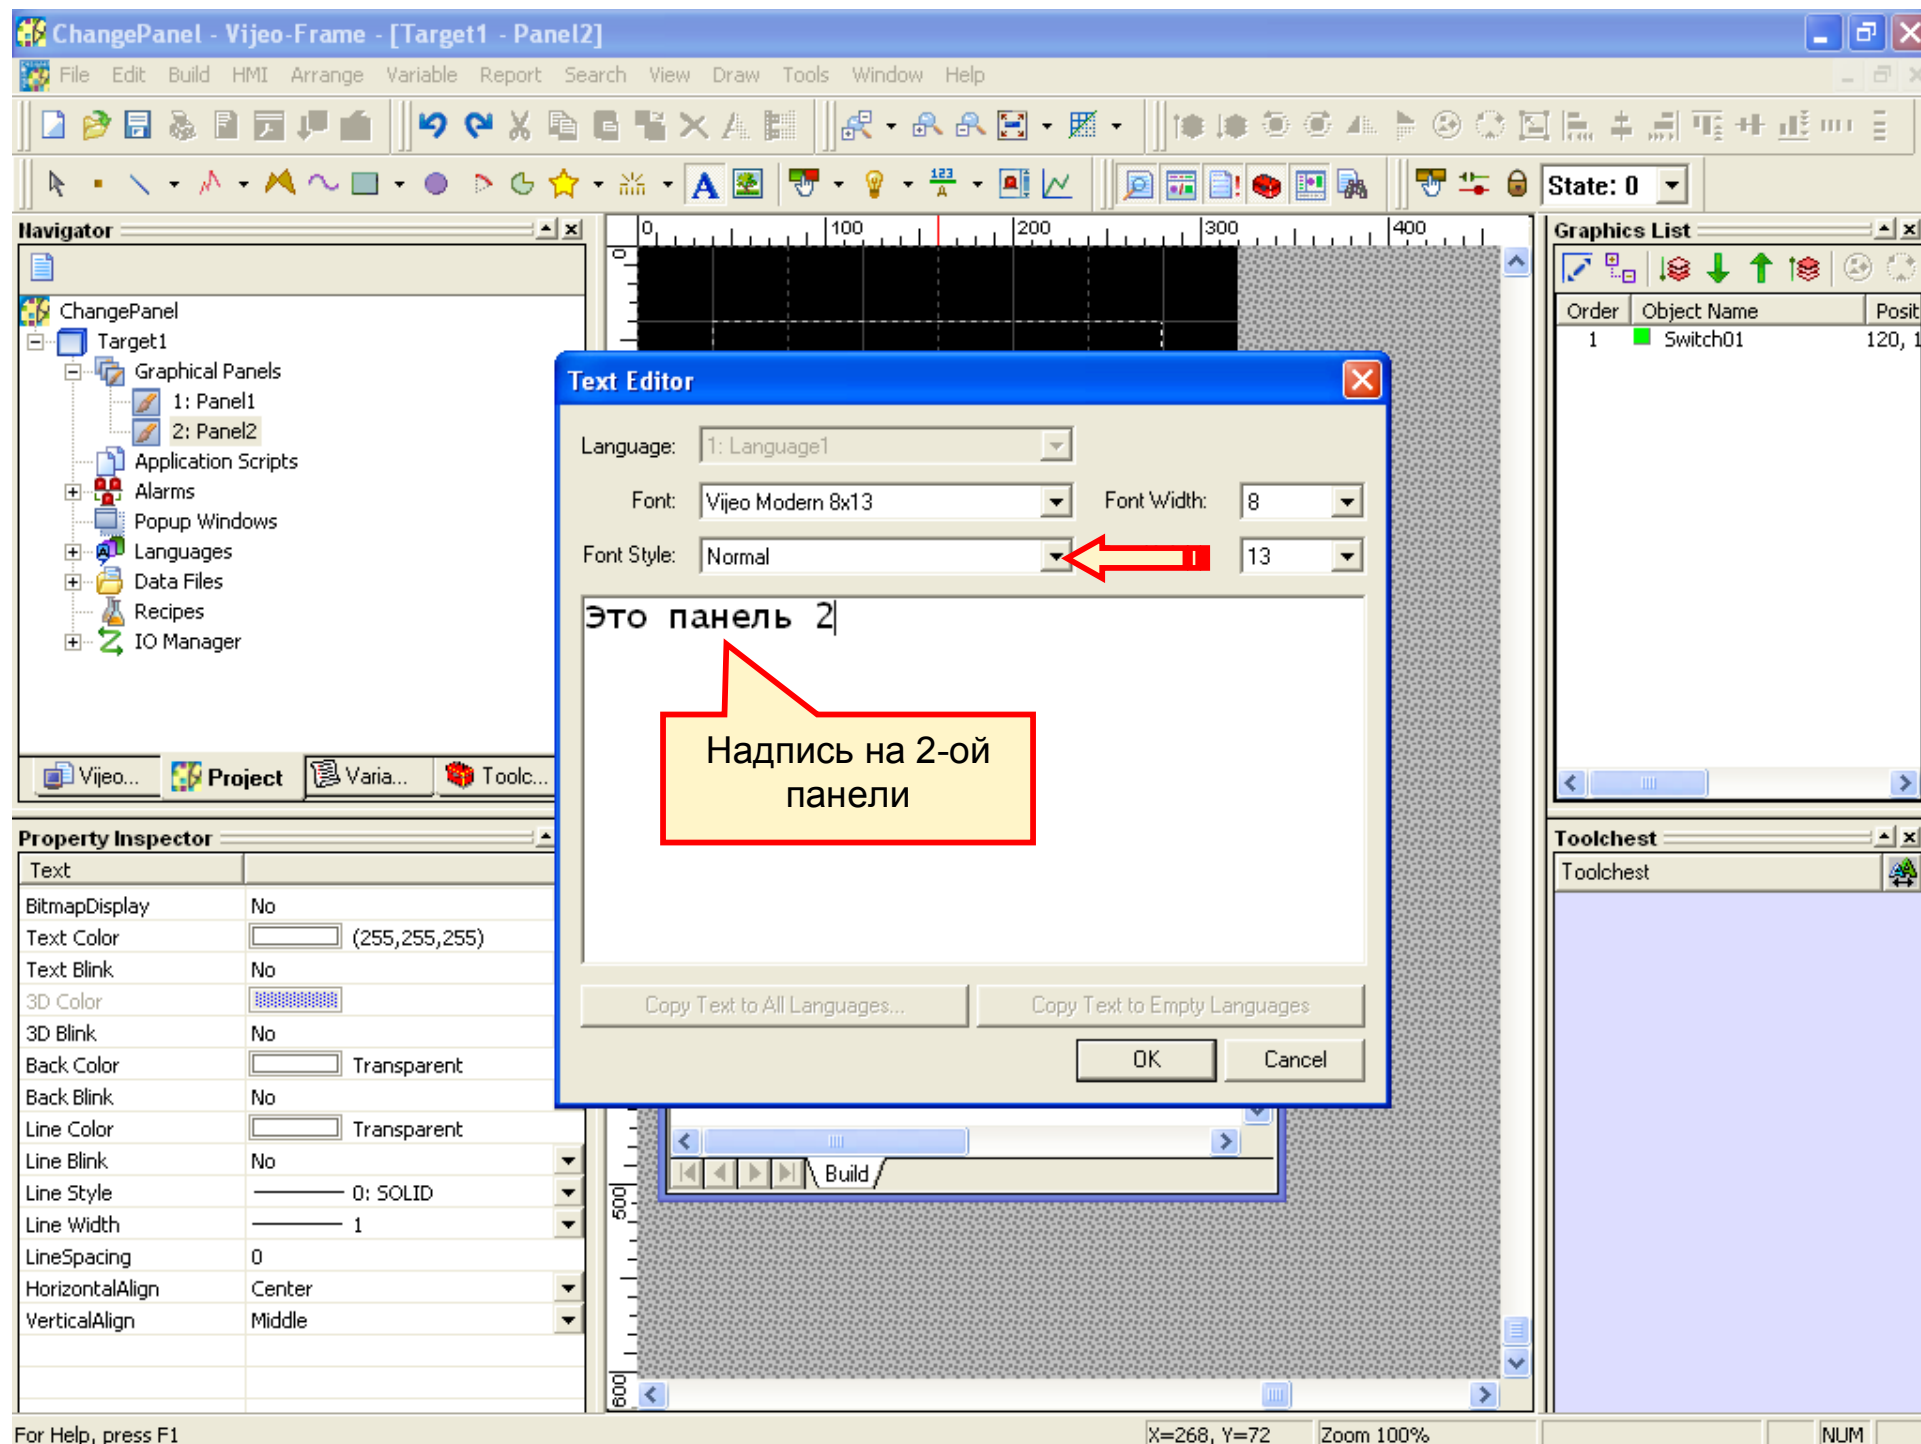 ChangePanel - Vijeo-Frame - [Target1 - Panel2]
File Edit Build HMI Arrange Variable Report Search View Draw Tools Window Help
State: 0
Navigator
ChangePanel
Target1
Graphical Panels
1: Panel1
2: Panel2
Application Scripts
Alarms
Popup Windows
Languages
Data Files
Recipes
IO Manager
Vijeo... Project Varia... Toolc...
Property Inspector
Text
BitmapDisplay No
Text Color (255,255,255)
Text Blink No
3D Color
3D Blink No
Back Color Transparent
Back Blink No
Line Color Transparent
Line Blink No
Line Style 0: SOLID
Line Width 1
LineSpacing 0
HorizontalAlign Center
VerticalAlign Middle
0 100 200 300 400
0
500
600
Text Editor
Language: 1: Language1
Font: Vijeo Modern 8x13 Font Width: 8
Font Style: Normal 13
Это панель 2
Надпись на 2-ой
панели
Copy Text to All Languages... Copy Text to Empty Languages
OK Cancel
Build
Graphics List
Order Object Name Posit
1 Switch01 120, 1
Toolchest
Toolchest
For Help, press F1 X=268, Y=72 Zoom 100% NUM